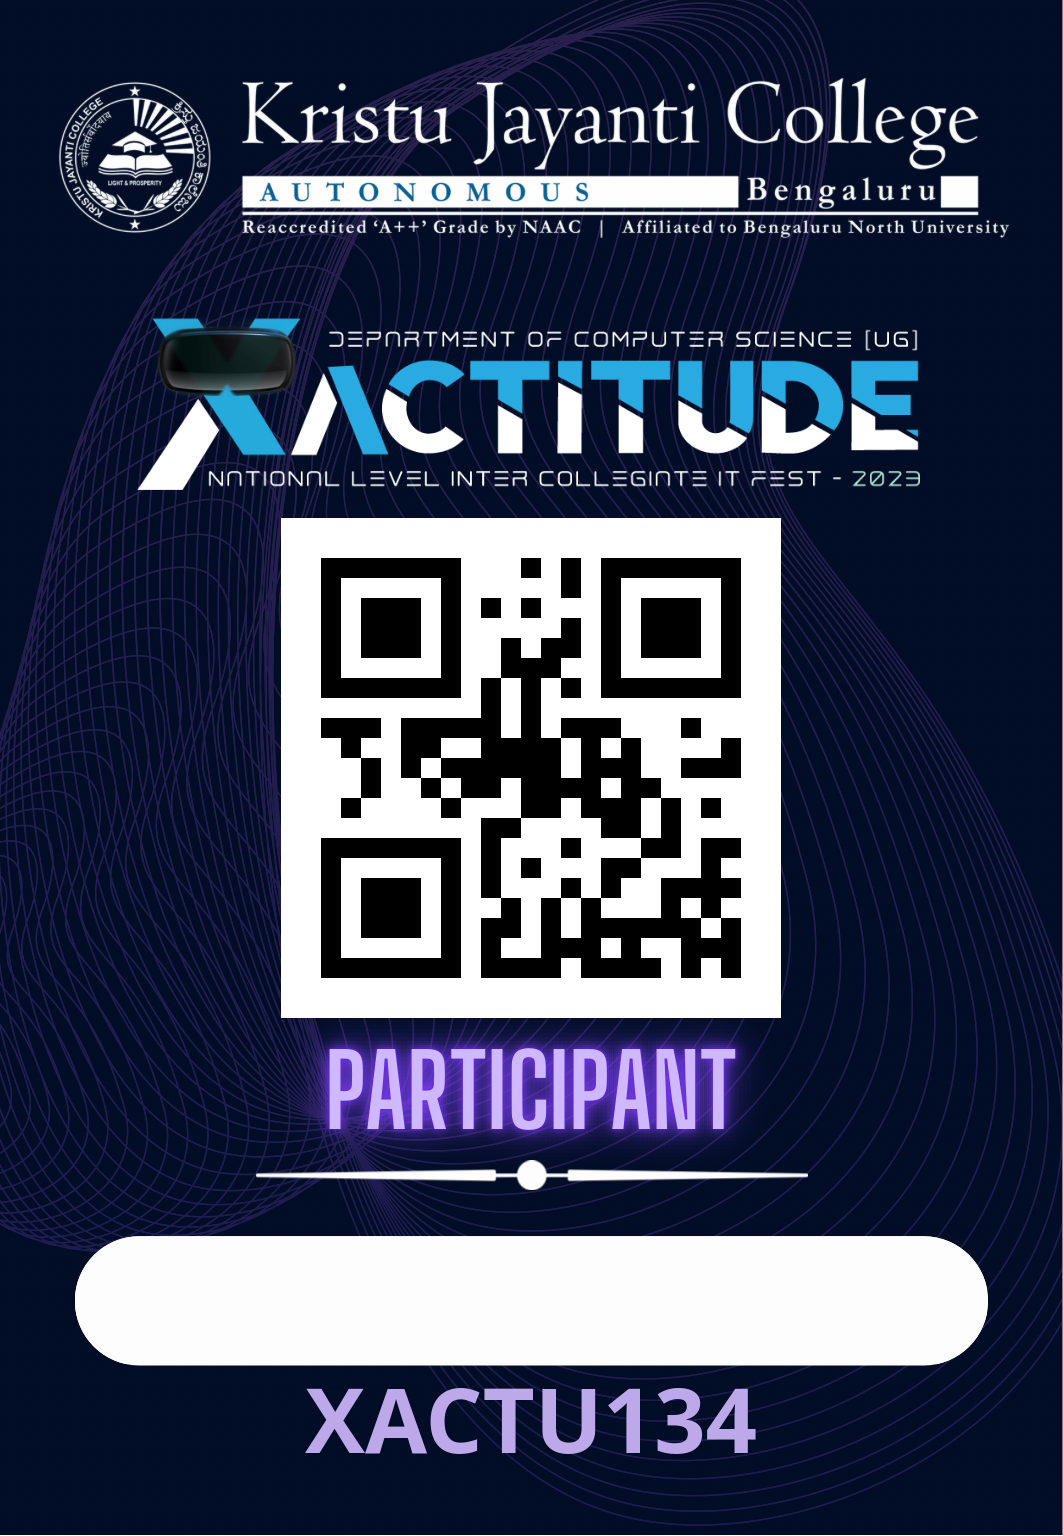 KRISTU JAYANTI COLLEGE
ಕ್ರಿಸ್ತು ಜಯಂತಿ ಕಾಲೇಜು
LIGHT & PROSPERITY
Kristu Jayanti College
AUTONOMOUS Bengaluru
Reaccredited ‘A++’ Grade by NAAC | Affiliated to Bengaluru North University
DEPARTMENT OF COMPUTER SCIENCE [UG]
XACTITUDE
NATIONAL LEVEL INTER COLLEGIATE IT FEST - 2023
PARTICIPANT
XACTU134